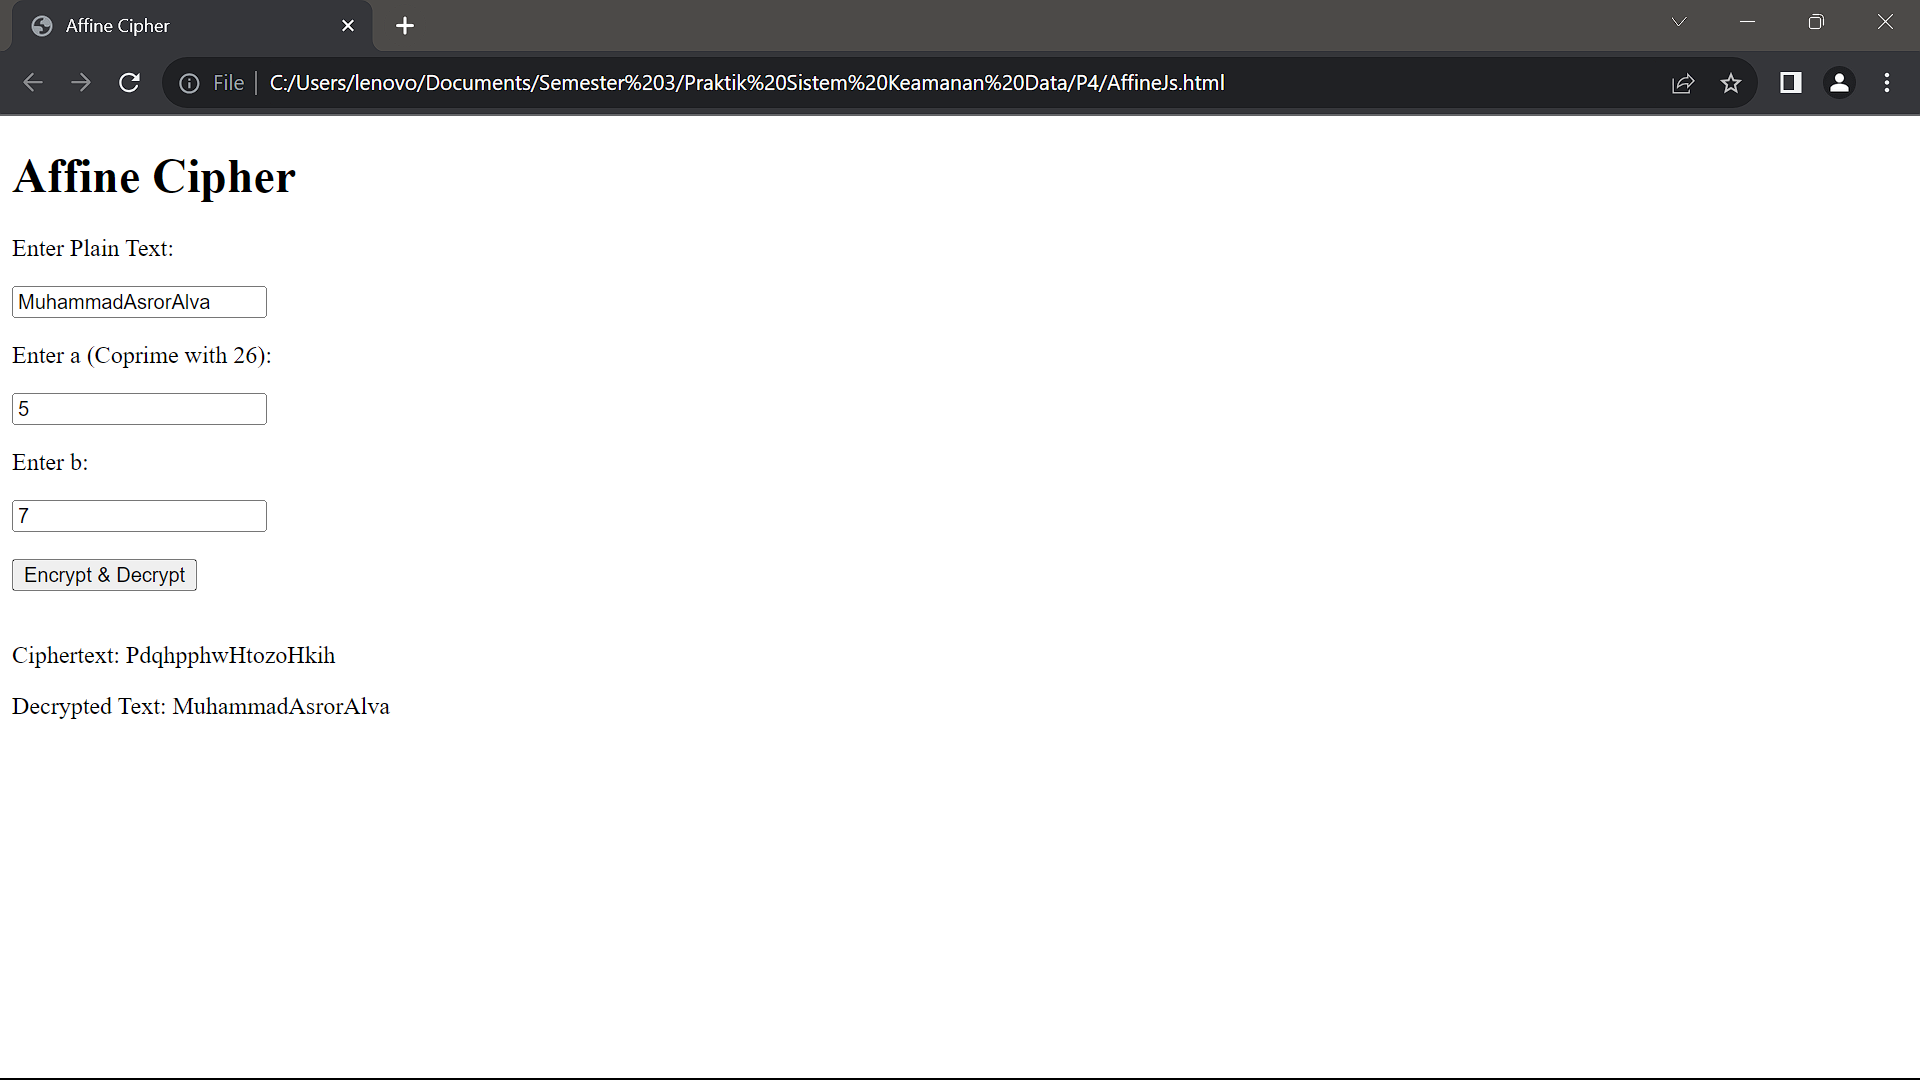 Affine Cipher
File
C:/Users/lenovo/Documents/Semester%203/Praktik%20Sistem%20Keamanan%20Data/P4/AffineJs.html
Affine Cipher
Enter Plain Text:
MuhammadAsrorAlva
Enter a (Coprime with 26):
5
Enter b:
7
Encrypt & Decrypt
Ciphertext: PdqhpphwHtozoHkih
Decrypted Text: MuhammadAsrorAlva